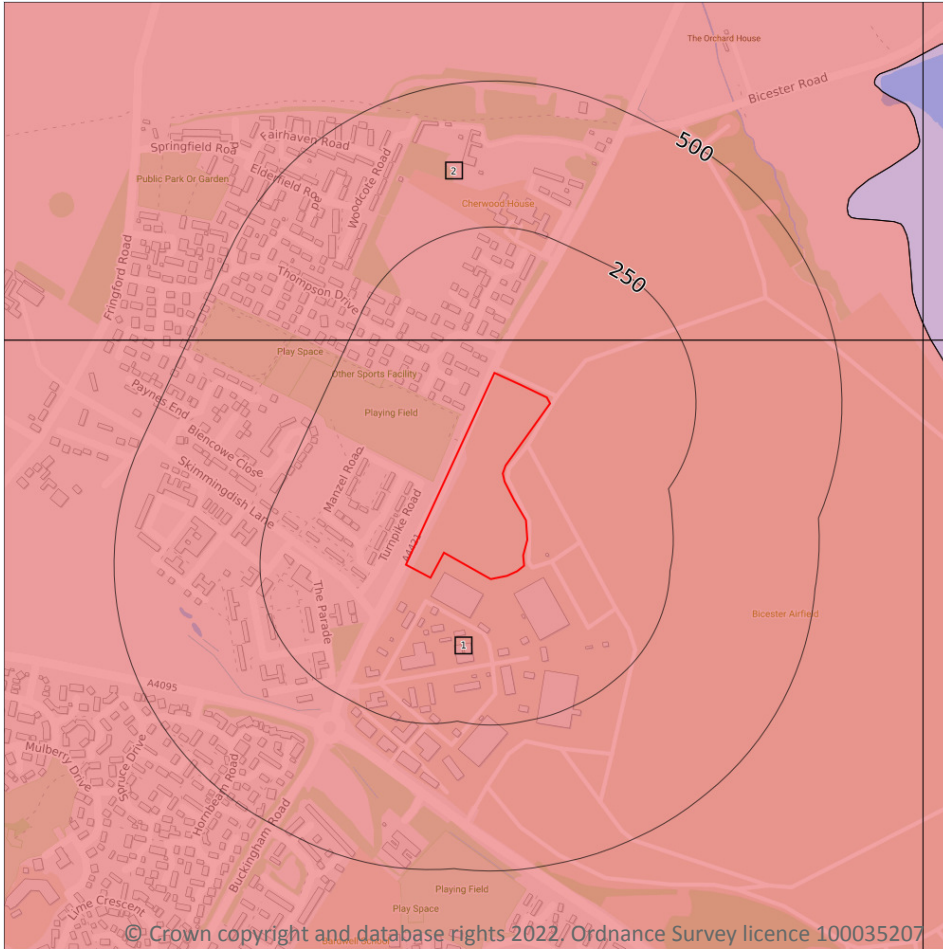 The Orchard House
Bicester Road
500
Springfield Road
Fairhaven Road
Elderfield Road
Woodcote Road
Public Park Or Garden
2
Cherwood House
Fringford Road
Thompson Drive
250
Play Space
Other Sports Facility
Playing Field
Paynes End
Blencowe Close
Skimmingdish Lane
Manzel Road
Turnpike Road
A4421
The Parade
Bicester Airfield
1
A4095
Mulberry Drive
Spruce Drive
Hornbeam Road
Buckingham Road
Lime Crescent
Playing Field
Play Space
© Crown copyright and database rights 2022. Ordnance Survey licence 100035207